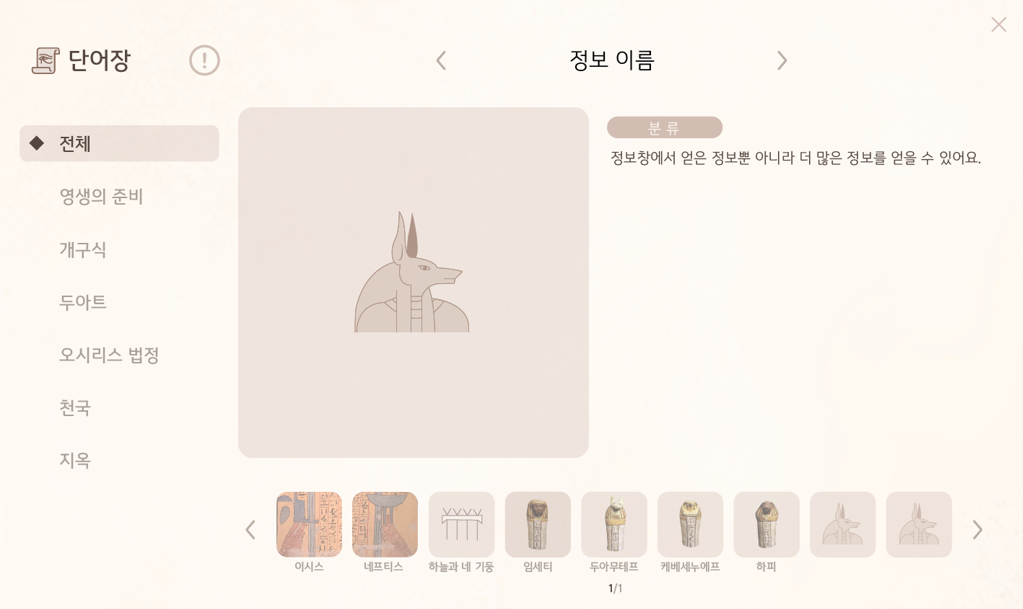 단어장
정보 이름
전체
영생의 준비
개구식
두아트
오시리스 법정
천국
지옥
분 류
정보창에서 얻은 정보뿐 아니라 더 많은 정보를 얻을 수 있어요.
이시스
네프티스
하늘과 네 기둥
임세티
두아무테프
케베세누에프
하피
1/1